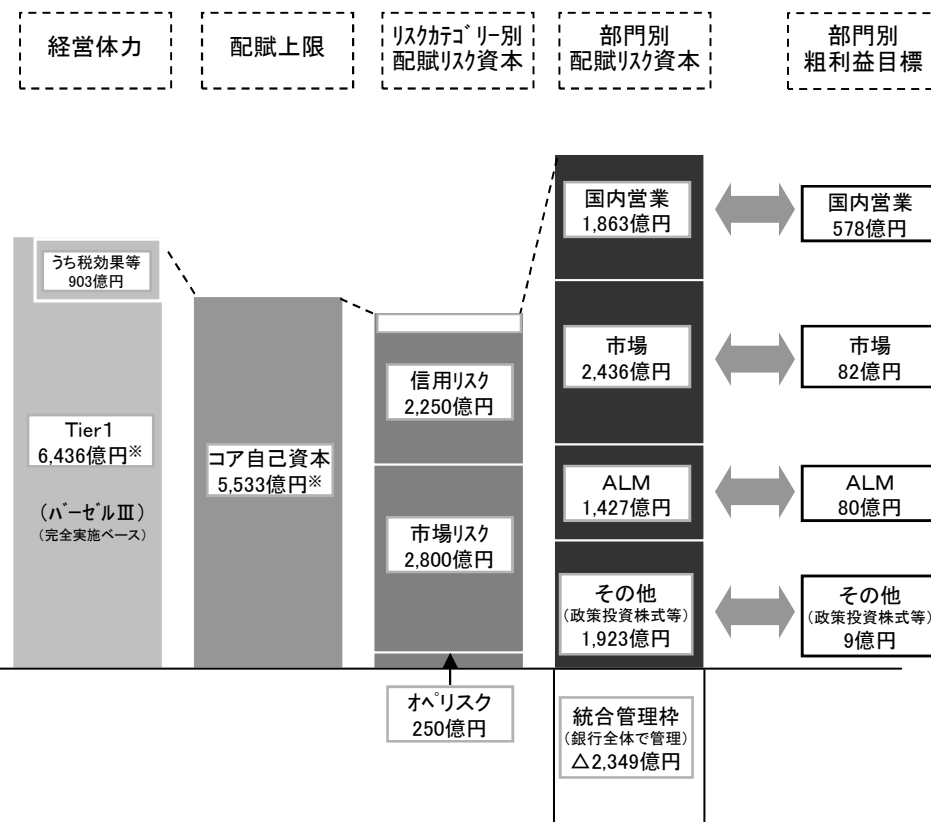 経営体力
配賦上限
ﾘｽｸｶﾃｺﾞﾘｰ別
配賦ﾘｽｸ資本
部門別
配賦ﾘｽｸ資本
部門別
粗利益目標
うち税効果等
903億円
Tier1
6,436億円※
(ﾊﾞｰｾﾞﾙⅢ)
(完全実施ベース)
コア自己資本
5,533億円※
信用ﾘｽｸ
2,250億円
市場ﾘｽｸ
2,800億円
ｵﾍﾟﾘｽｸ
250億円
国内営業
1,863億円
市場
2,436億円
ＡＬＭ
1,427億円
その他
(政策投資株式等)
1,923億円
統合管理枠
(銀行全体で管理)
△2,349億円
国内営業
578億円
市場
82億円
ＡＬＭ
80億円
その他
(政策投資株式等)
9億円